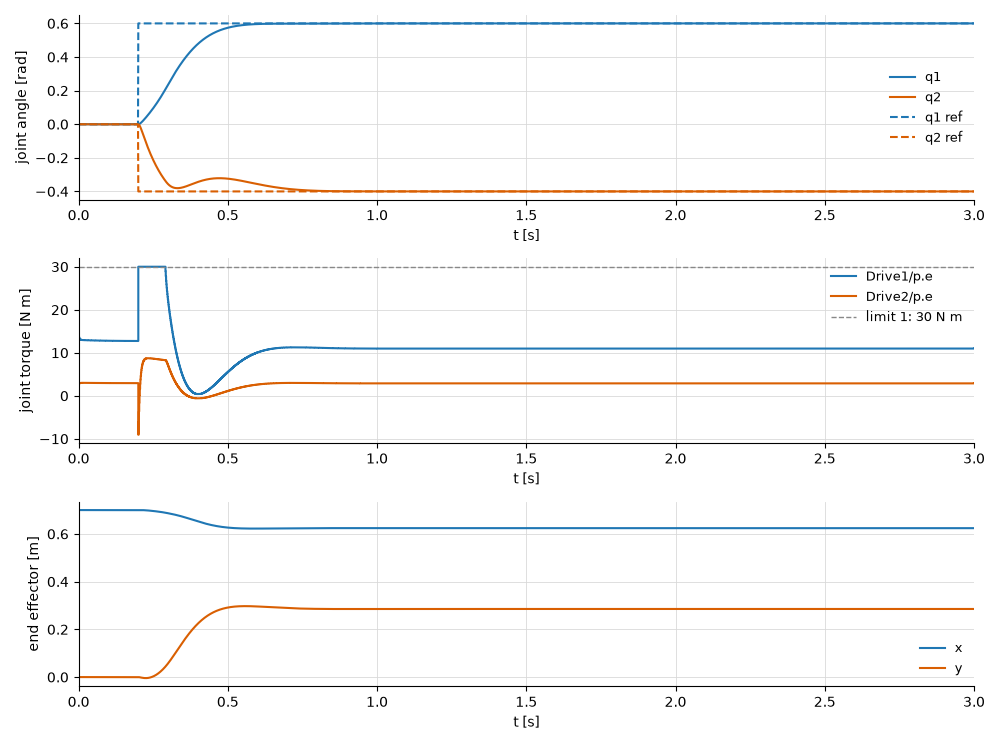 0.6
0.4
0.2
0.0
−0.2
−0.4
joint angle [rad]
q1
q2
q1 ref
q2 ref
0.0 0.5 1.0 1.5 2.0 2.5 3.0
t [s]
30
20
10
0
−10
joint torque [N m]
Drive1/p.e
Drive2/p.e
limit 1: 30 N m
0.0 0.5 1.0 1.5 2.0 2.5 3.0
t [s]
0.6
0.4
0.2
0.0
end effector [m]
x
y
0.0 0.5 1.0 1.5 2.0 2.5 3.0
t [s]